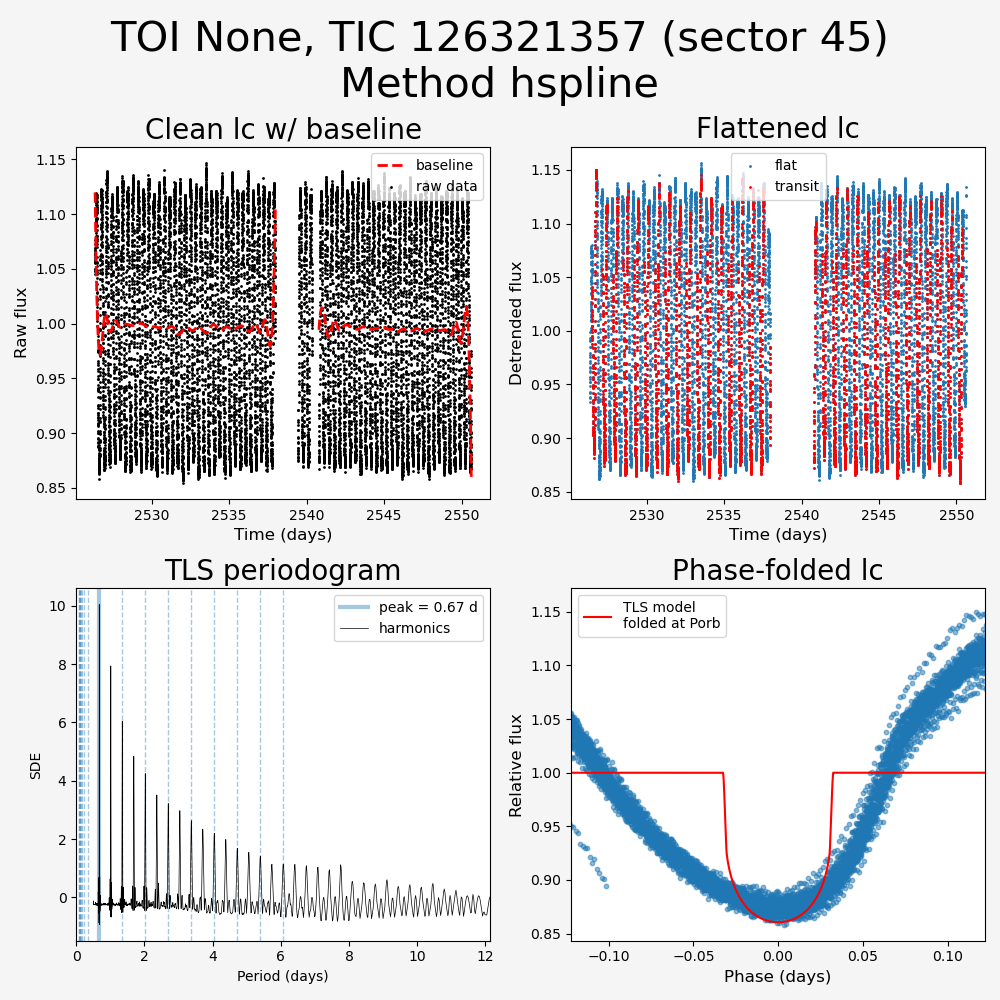 TOI None, TIC 126321357 (sector 45)
Method hspline
Clean lc w/ baseline
Flattened lc
baseline
raw data
flat
transit
1.15
1.10
1.05
1.00
0.95
0.90
0.85
Raw flux
2530
2535
2540
2545
2550
Time (days)
1.15
1.10
1.05
1.00
0.95
0.90
0.85
Detrended flux
2530
2535
2540
2545
2550
Time (days)
TLS periodogram
Phase-folded lc
peak = 0.67 d
harmonics
10
8
6
4
2
0
SDE
0
2
4
6
8
10
12
Period (days)
TLS model
folded at Porb
1.15
1.10
1.05
1.00
0.95
0.90
0.85
Relative flux
−0.10
−0.05
0.00
0.05
0.10
Phase (days)